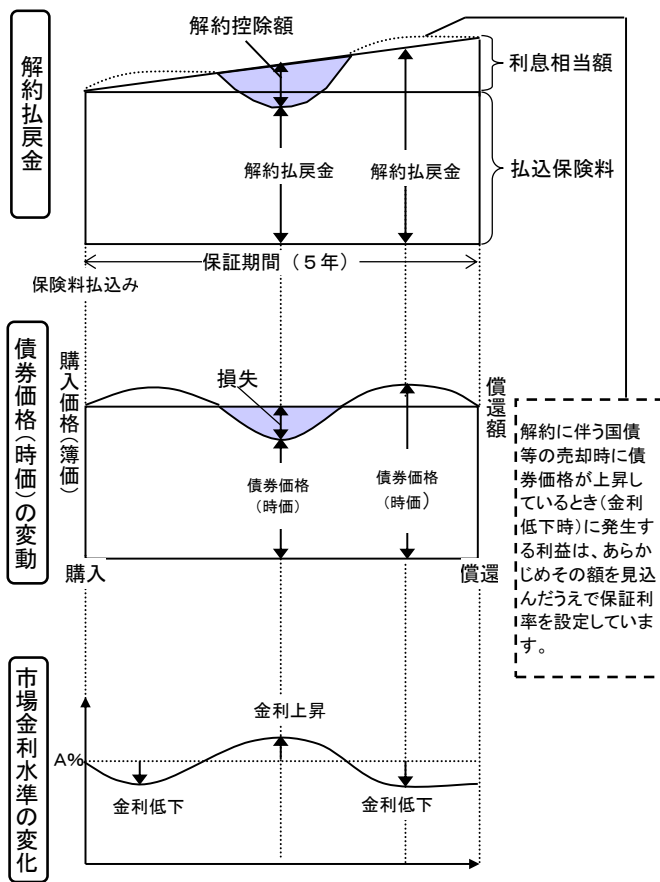 解約払戻金
解約控除額
利息相当額
解約払戻金
解約払戻金
払込保険料
保証期間（５年）
保険料払込み
債券価格(時価)の変動
購入価格(簿価)
損失
償還額
債券価格
(時価)
債券価格
(時価)
購入
償還
解約に伴う国債
等の売却時に債
券価格が上昇し
ているとき(金利
低下時)に発生す
る利益は、あらか
じめその額を見込
んだうえで保証利
率を設定していま
す。
市場金利水準の変化
金利上昇
A%
金利低下
金利低下